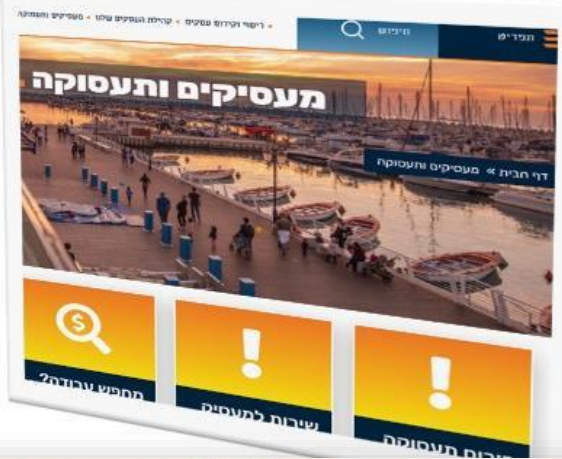 תפריט
חיפוש
רישוי וקידום עסקים » קהילת העסקים שלנו » מעסיקים ותעסוקה
מעסיקים ותעסוקה
דף הבית » מעסיקים ותעסוקה
תעסוקה
שירות למעסיק
מחפש עבודה?